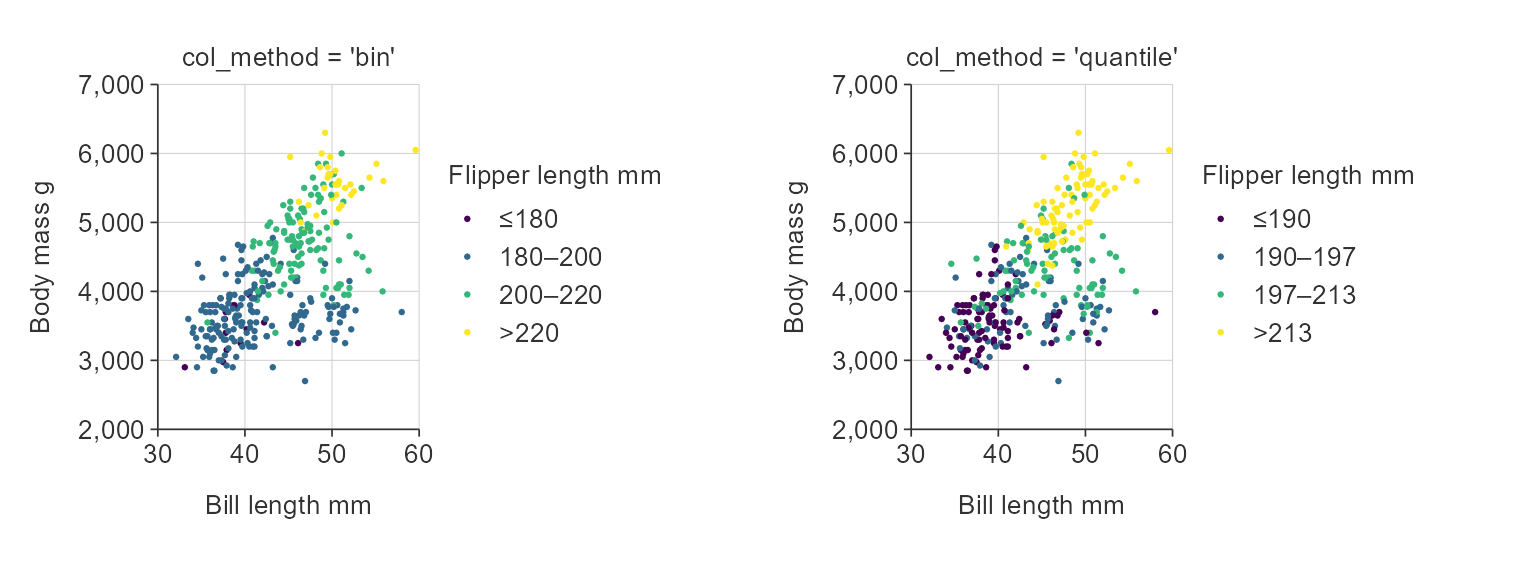 col_method = 'bin'
7,000
6,000
5,000
4,000
3,000
2,000
30 40 50 60
Body mass g
Bill length mm
Flipper length mm
≤180
180–200
200–220
>220
col_method = 'quantile'
7,000
6,000
5,000
4,000
3,000
2,000
30 40 50 60
Body mass g
Bill length mm
Flipper length mm
≤190
190–197
197–213
>213